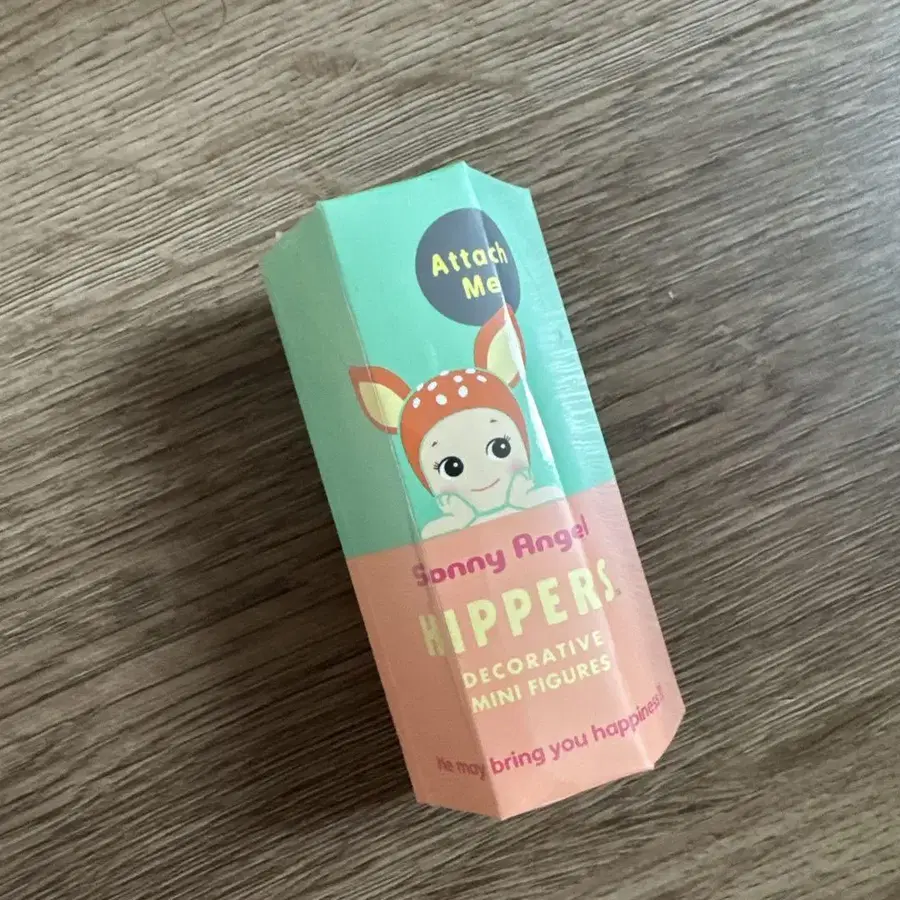 Attach
Me
Sonny Angel
HIPPERS
DECORATIVE
MINI FIGURES
He may bring you happiness!